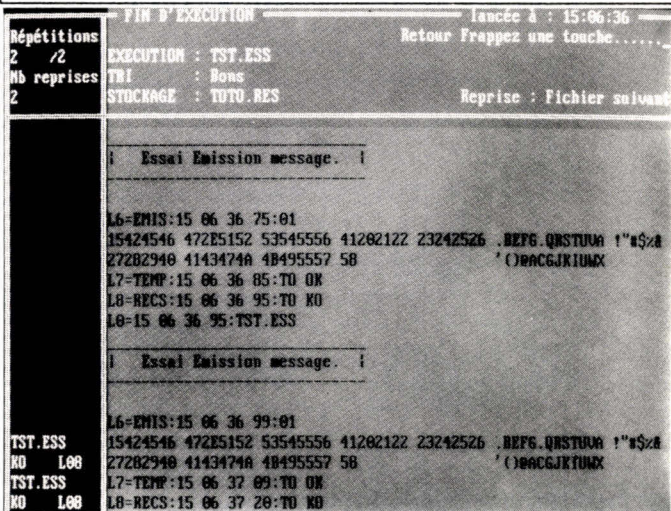 FIN D'EXECUTION lancée à : 15:06:36
Répétitions Retour Frappez une touche.......
2 /2 EXECUTION : TST.ESS
Nb reprises TRI : Bons
2 STOCKAGE : TOTO.RES Reprise : Fichier suivant
| Essai Emission message. |
L6=EMIS:15 06 36 75:01
15424546 472E5152 53545556 41202122 23242526 .BEFG.QRSTUVA !"#$%&
27282940 4143474A 4B495557 58 '()@ACGJKIUWX
L7=TEMP:15 06 36 85:TO OK
L8=RECS:15 06 36 95:TO KO
L0=15 06 36 95:TST.ESS
| Essai Emission message. |
L6=EMIS:15 06 36 99:01
TST.ESS 15424546 472E5152 53545556 41202122 23242526 .BEFG.QRSTUVA !"#$%&
KO L08 27282940 4143474A 4B495557 58 '()@ACGJKIUWX
TST.ESS L7=TEMP:15 06 37 09:TO OK
KO L08 L8=RECS:15 06 37 20:TO KO